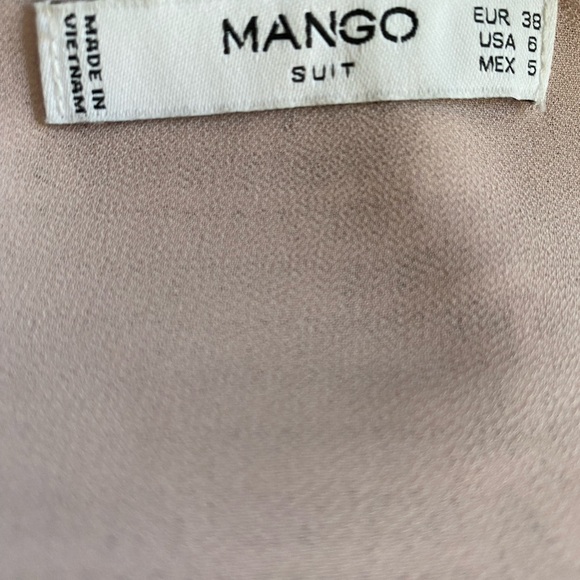 MANGO
SUIT
EUR 38
USA 6
MEX 5
MADE IN
VIETNAM